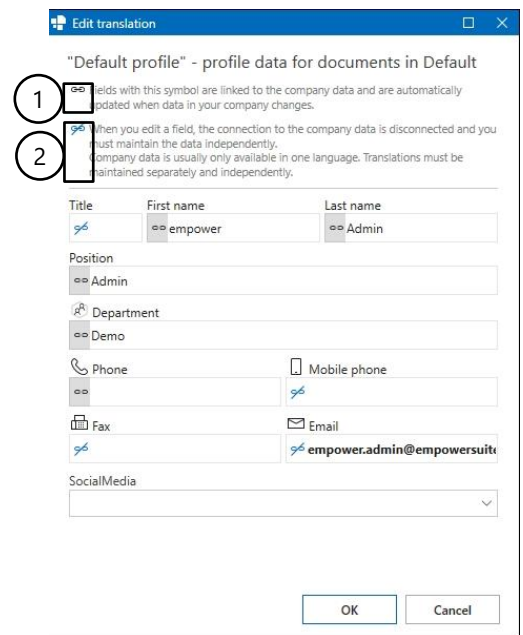 Edit translation
"Default profile" - profile data for documents in Default
1
Fields with this symbol are linked to the company data and are automatically
updated when data in your company changes.
2
When you edit a field, the connection to the company data is disconnected and you
must maintain the data independently.
Company data is usually only available in one language. Translations must be
maintained separately and independently.
Title First name Last name
empower Admin
Position
Admin
Department
Demo
Phone Mobile phone
Fax Email
empower.admin@empowersuite
SocialMedia
OK Cancel